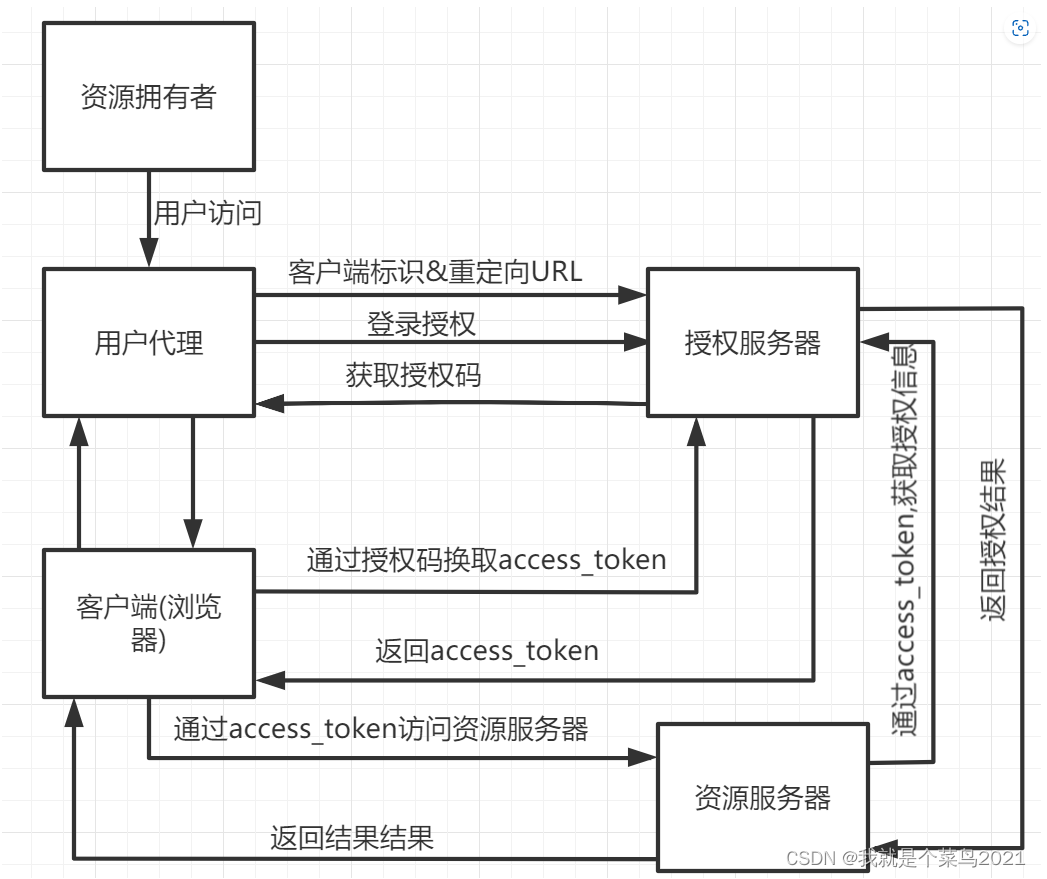 资源拥有者
用户访问
客户端标识&重定向URL
用户代理
登录授权
授权服务器
获取授权码
通过access_token,获取授权信息
返回授权结果
通过授权码换取access_token
客户端(浏览
器)
返回access_token
通过access_token访问资源服务器
资源服务器
返回结果结果
CSDN @我就是个菜鸟2021